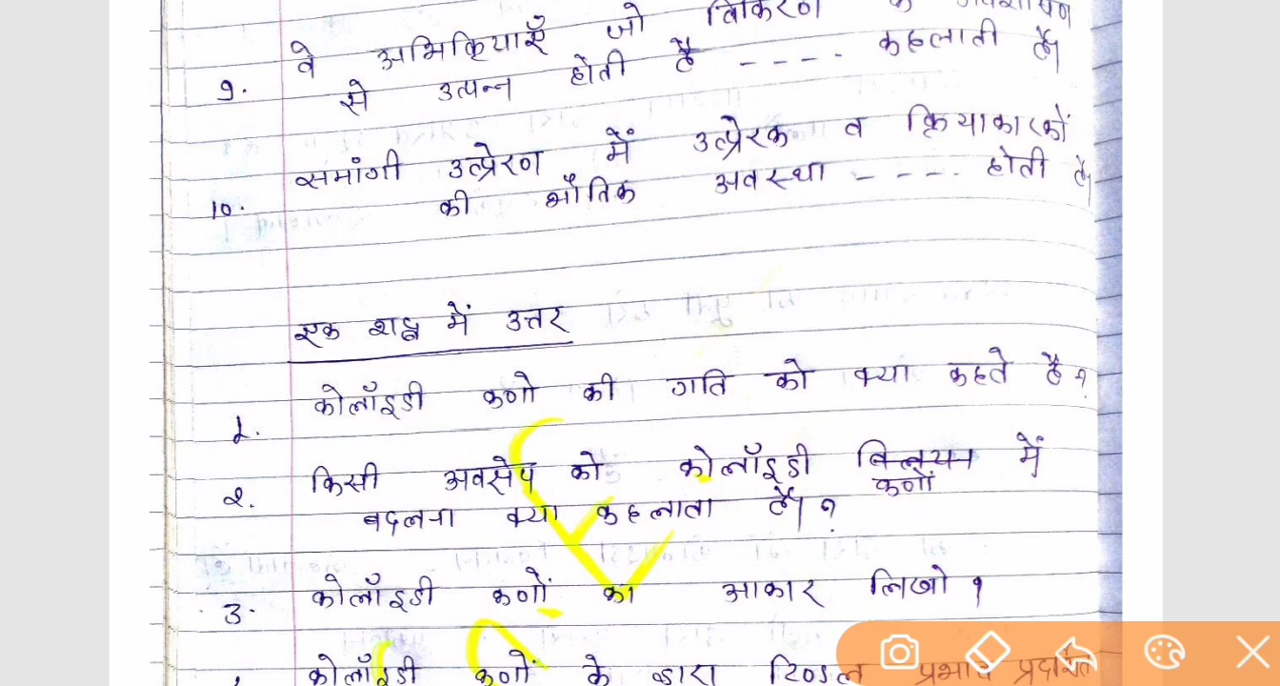 9. वे अभिक्रियाएँ जो विकिरण के
से उत्पन्न होती है ---- कहलाती है।
10. समांगी उत्प्रेरण में उत्प्रेरक व क्रियाकारकों
की भौतिक अवस्था ---- होती है।
एक शब्द में उत्तर
1. कोलॉइडी कणो की गति को क्या कहते है?
2. किसी अवक्षेप को कोलॉइडी विलयन में
कणों
बदलना क्या कहलाता है।?
3. कोलॉइडी कणों का आकार लिखो?
कोलॉइडी कणों के द्वारा टिण्डल प्रभाव प्रदर्शित